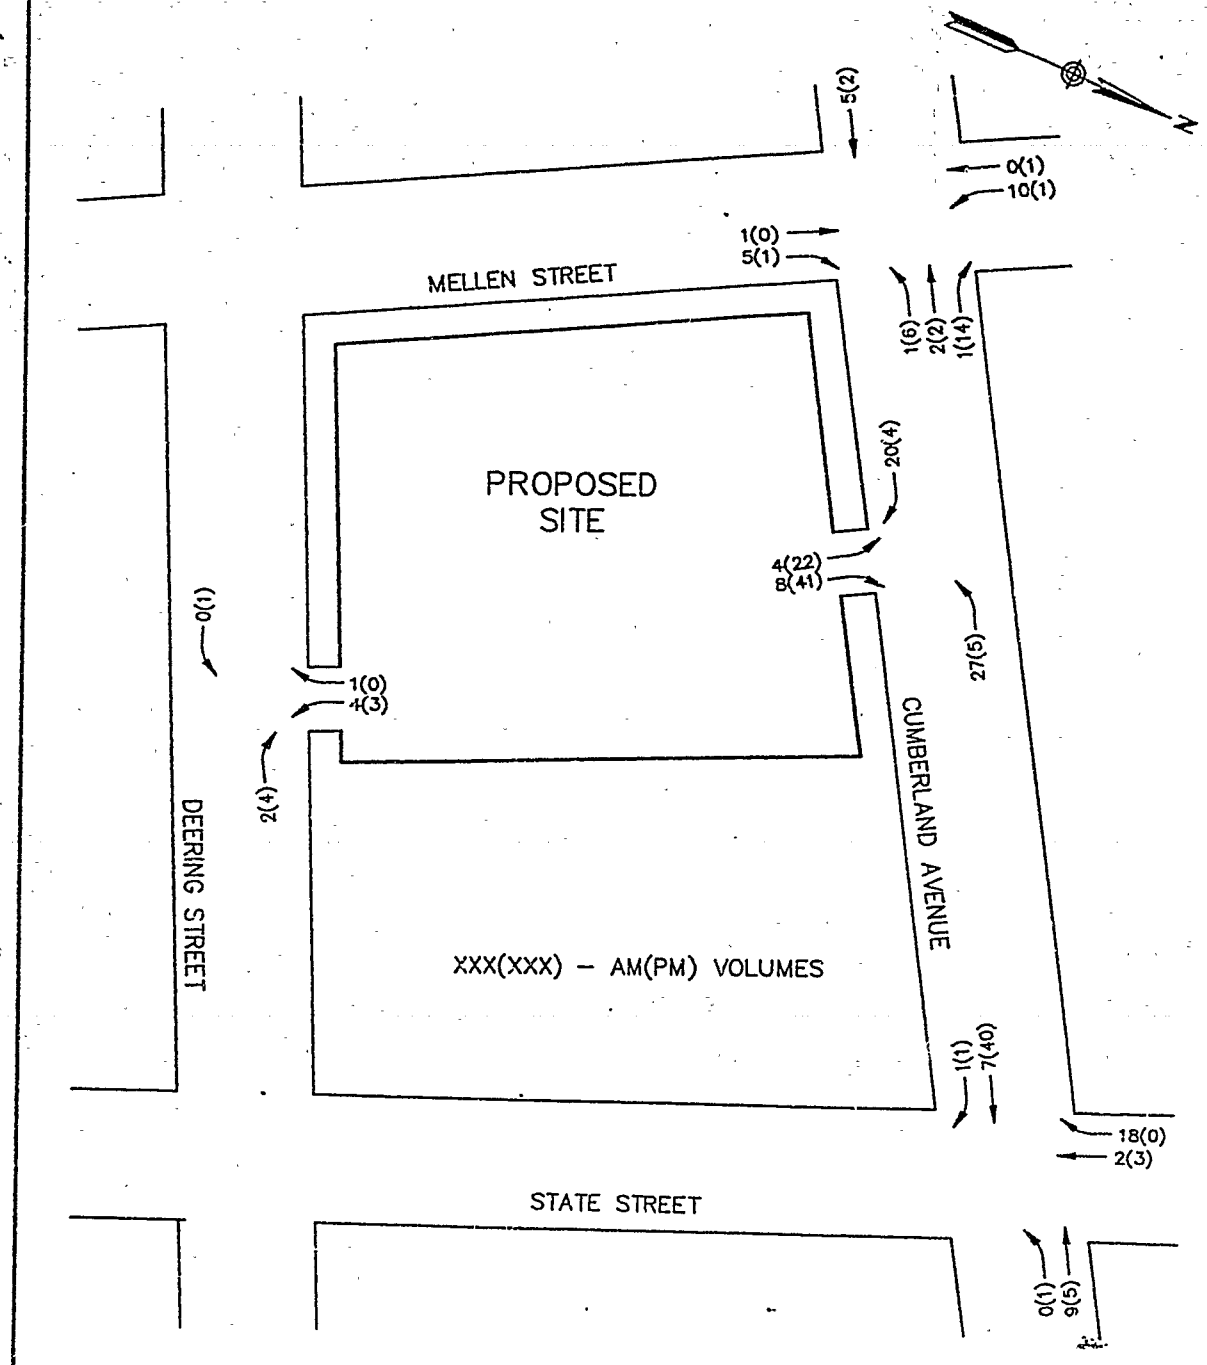 N
5(2)
0(1)
10(1)
1(0)
5(1)
MELLEN STREET
1(6)
2(2)
1(14)
20(4)
PROPOSED
SITE
4(22)
8(41)
0(1)
27(5)
1(0)
4(3)
2(4)
DEERING STREET
CUMBERLAND AVENUE
XXX(XXX) - AM(PM) VOLUMES
1(1)
7(40)
18(0)
2(3)
STATE STREET
0(1)
9(5)